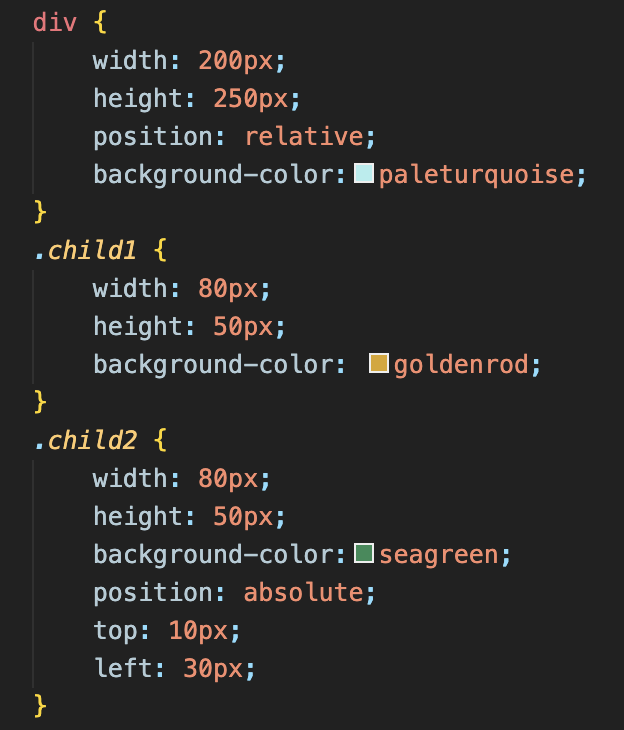 div {
    width: 200px;
    height: 250px;
    position: relative;
    background-color: paleturquoise;
}
.child1 {
    width: 80px;
    height: 50px;
    background-color: goldenrod;
}
.child2 {
    width: 80px;
    height: 50px;
    background-color: seagreen;
    position: absolute;
    top: 10px;
    left: 30px;
}